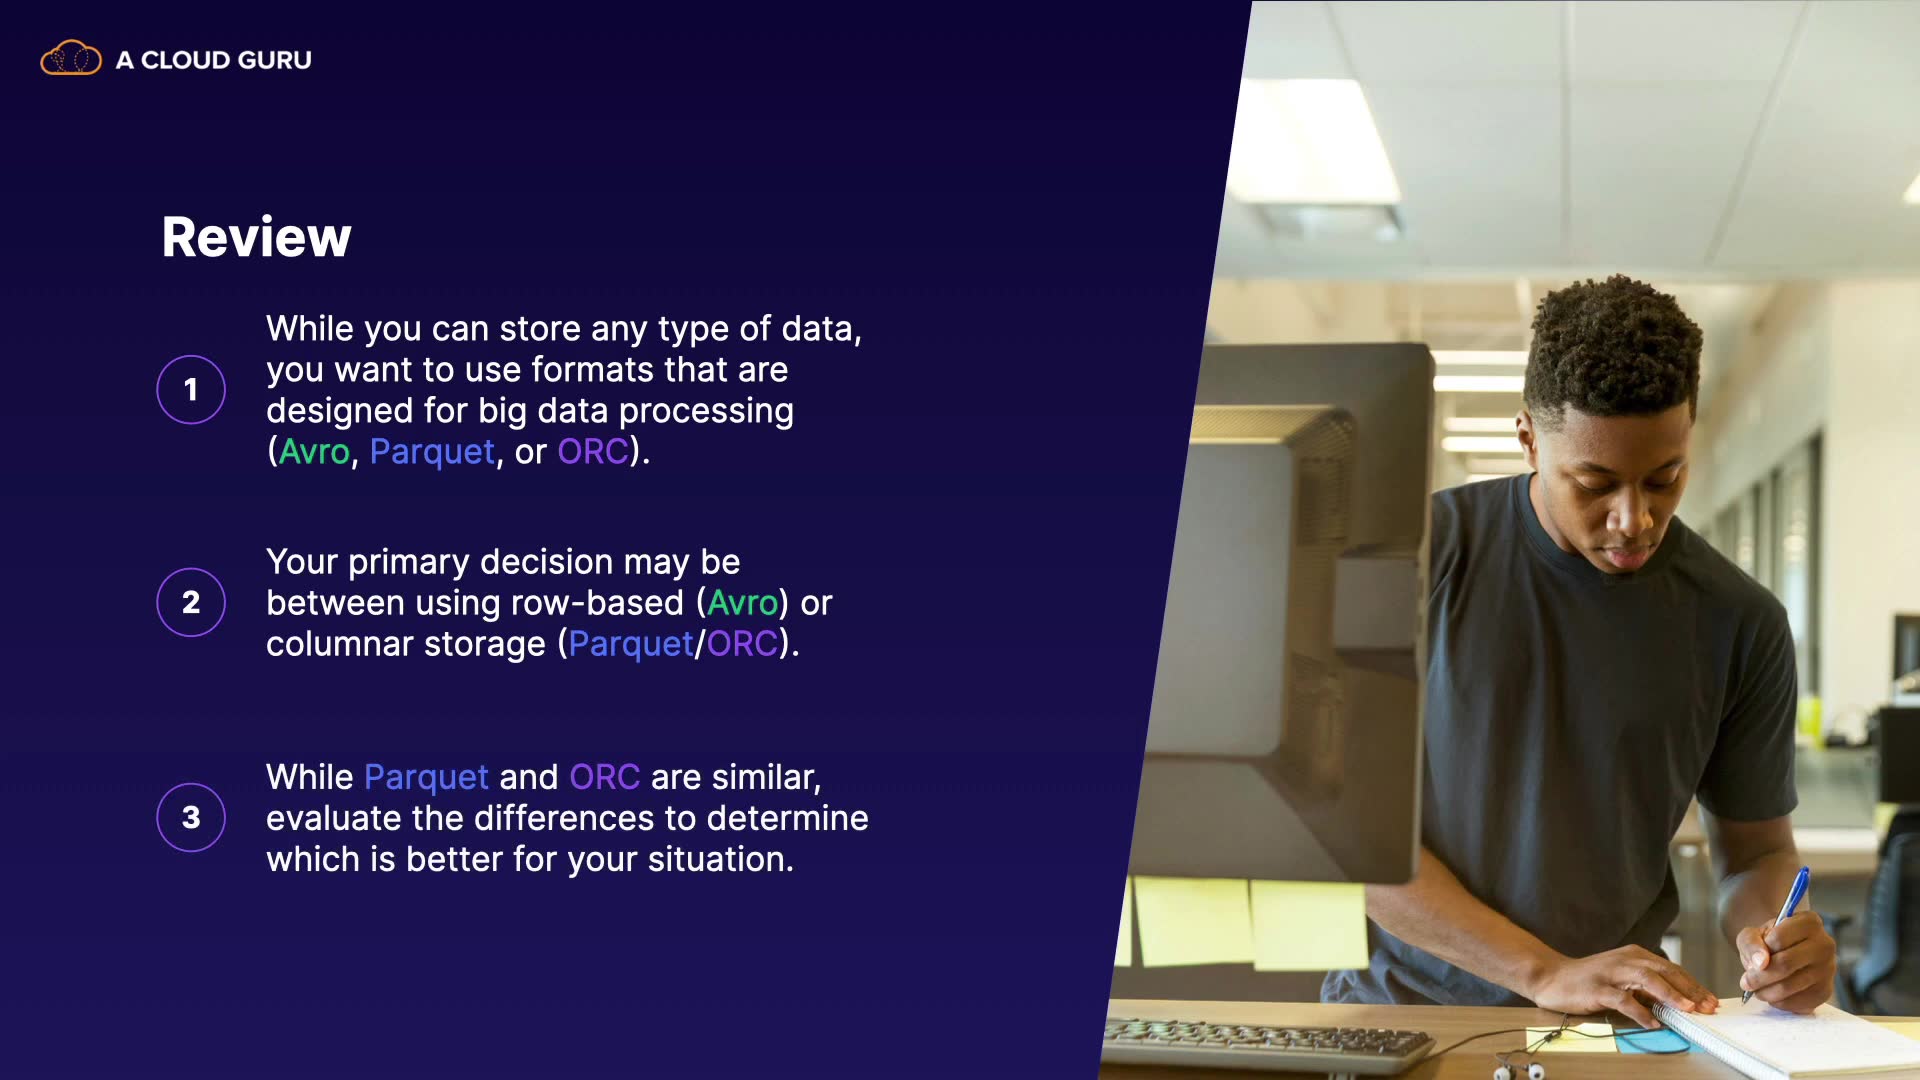 A CLOUD GURU
Review
1
While you can store any type of data,
you want to use formats that are
designed for big data processing
(Avro, Parquet, or ORC).
2
Your primary decision may be
between using row-based (Avro) or
columnar storage (Parquet/ORC).
3
While Parquet and ORC are similar,
evaluate the differences to determine
which is better for your situation.